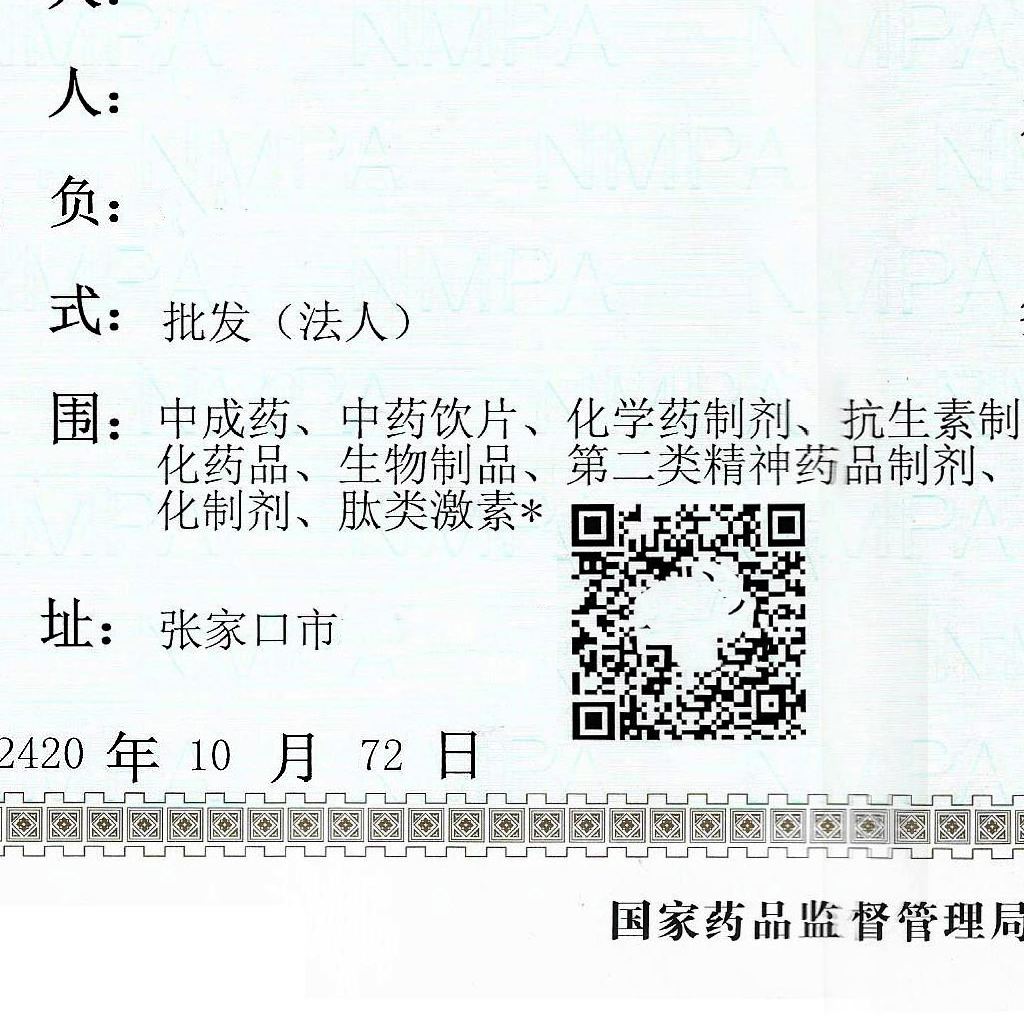 人：
负：
式：批发（法人）
围：中成药、中药饮片、化学药制剂、抗生素制
化药品、生物制品、第二类精神药品制剂、
化制剂、肽类激素*
址：张家口市
2420 年 10 月 72 日
国家药品监督管理局
NMPA